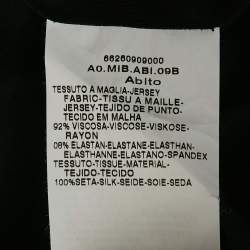 66260909000
A0.MIB.ABI.09B
Abito
TESSUTO A MAGLIA-JERSEY
FABRIC-TISSU A MAILLE-
JERSEY-TEJIDO DE PUNTO-
TECIDO EM MALHA
92% VISCOSA-VISCOSE-VISKOSE-
RAYON
08% ELASTAN-ELASTANE-ELASTHAN-
ELASTHANNE-ELASTANO-SPANDEX
TESSUTO-TISSUE-MATERIAL-
TEJIDO-TECIDO
100%SETA-SILK-SEIDE-SOIE-SEDA